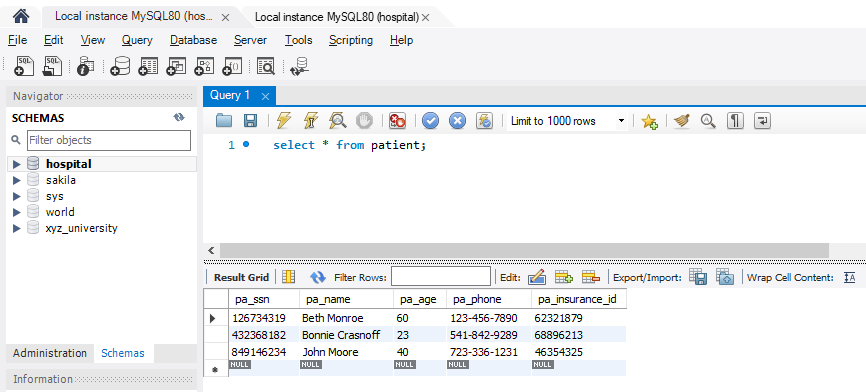 Local instance MySQL80 (hos... Local instance MySQL80 (hospital)
File Edit View Query Database Server Tools Scripting Help
Navigator
SCHEMAS
Filter objects
hospital
sakila
sys
world
xyz_university
Administration Schemas
Information
Query 1
Limit to 1000 rows
1 select * from patient;
Result Grid Filter Rows: Edit: Export/Import: Wrap Cell Content:
pa_ssn pa_name pa_age pa_phone pa_insurance_id
126734319 Beth Monroe 60 123-456-7890 62321879
432368182 Bonnie Crasnoff 23 541-842-9289 68896213
849146234 John Moore 40 723-336-1231 46354325
NULL NULL NULL NULL NULL